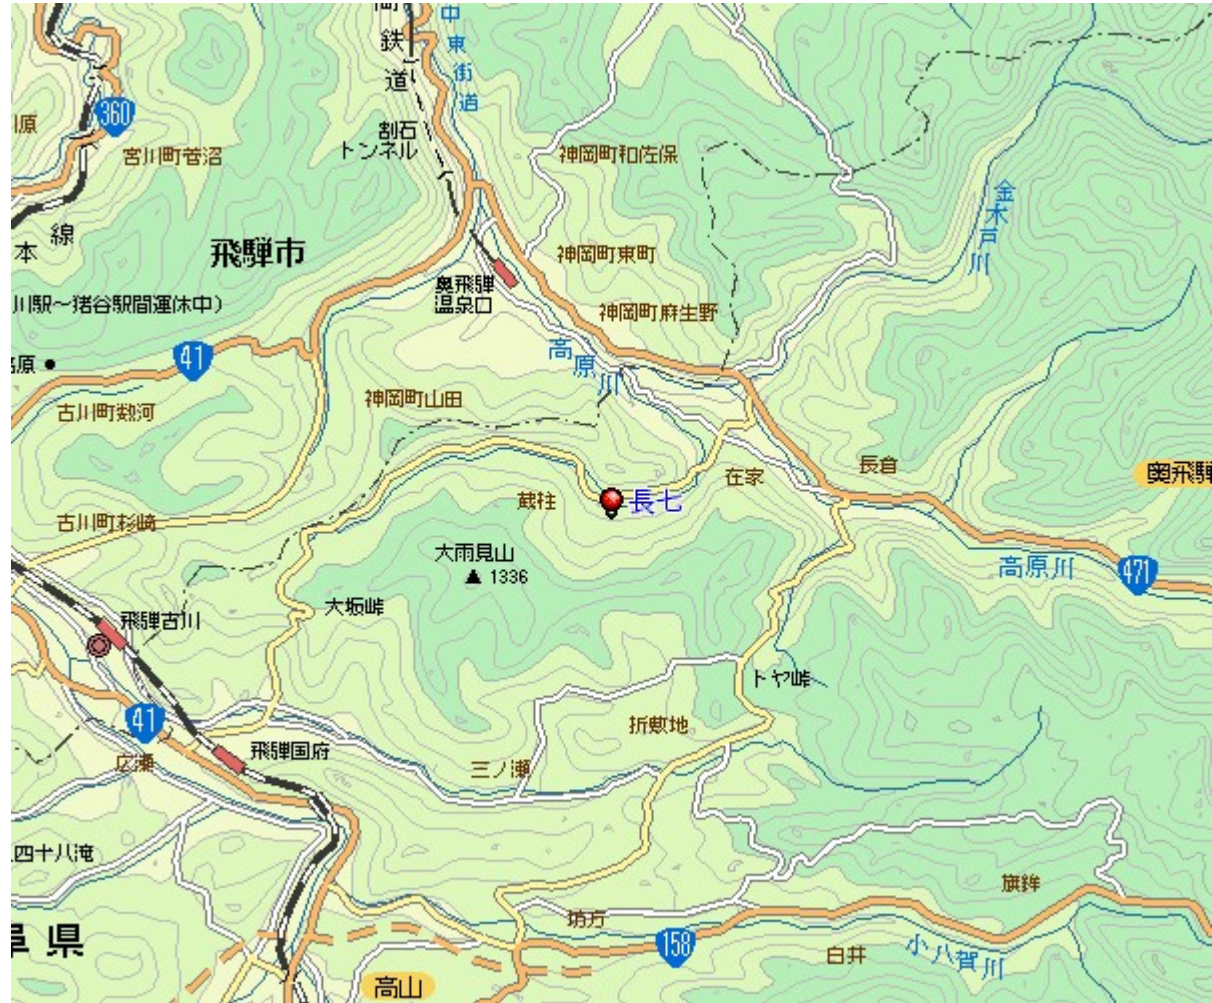 中東街道
鉄道
360
川原
割石
トンネル
宮川町菅沼
神岡町和佐保
金木戸川
本線
飛騨市
神岡町東町
奥飛騨
温泉口
川駅～猪谷駅間運休中）
神岡町麻生野
41
高原川
古川町数河
神岡町山田
長倉
在家
奥飛騨
蔵柱
長七
古川町杉崎
大雨見山
1336
高原川
471
大坂峠
飛騨古川
トヤ峠
41
折敷地
飛騨国府
広瀬
三ノ瀬
四十八滝
旗鉾
坊方
158
白井
小八賀川
阜県
高山